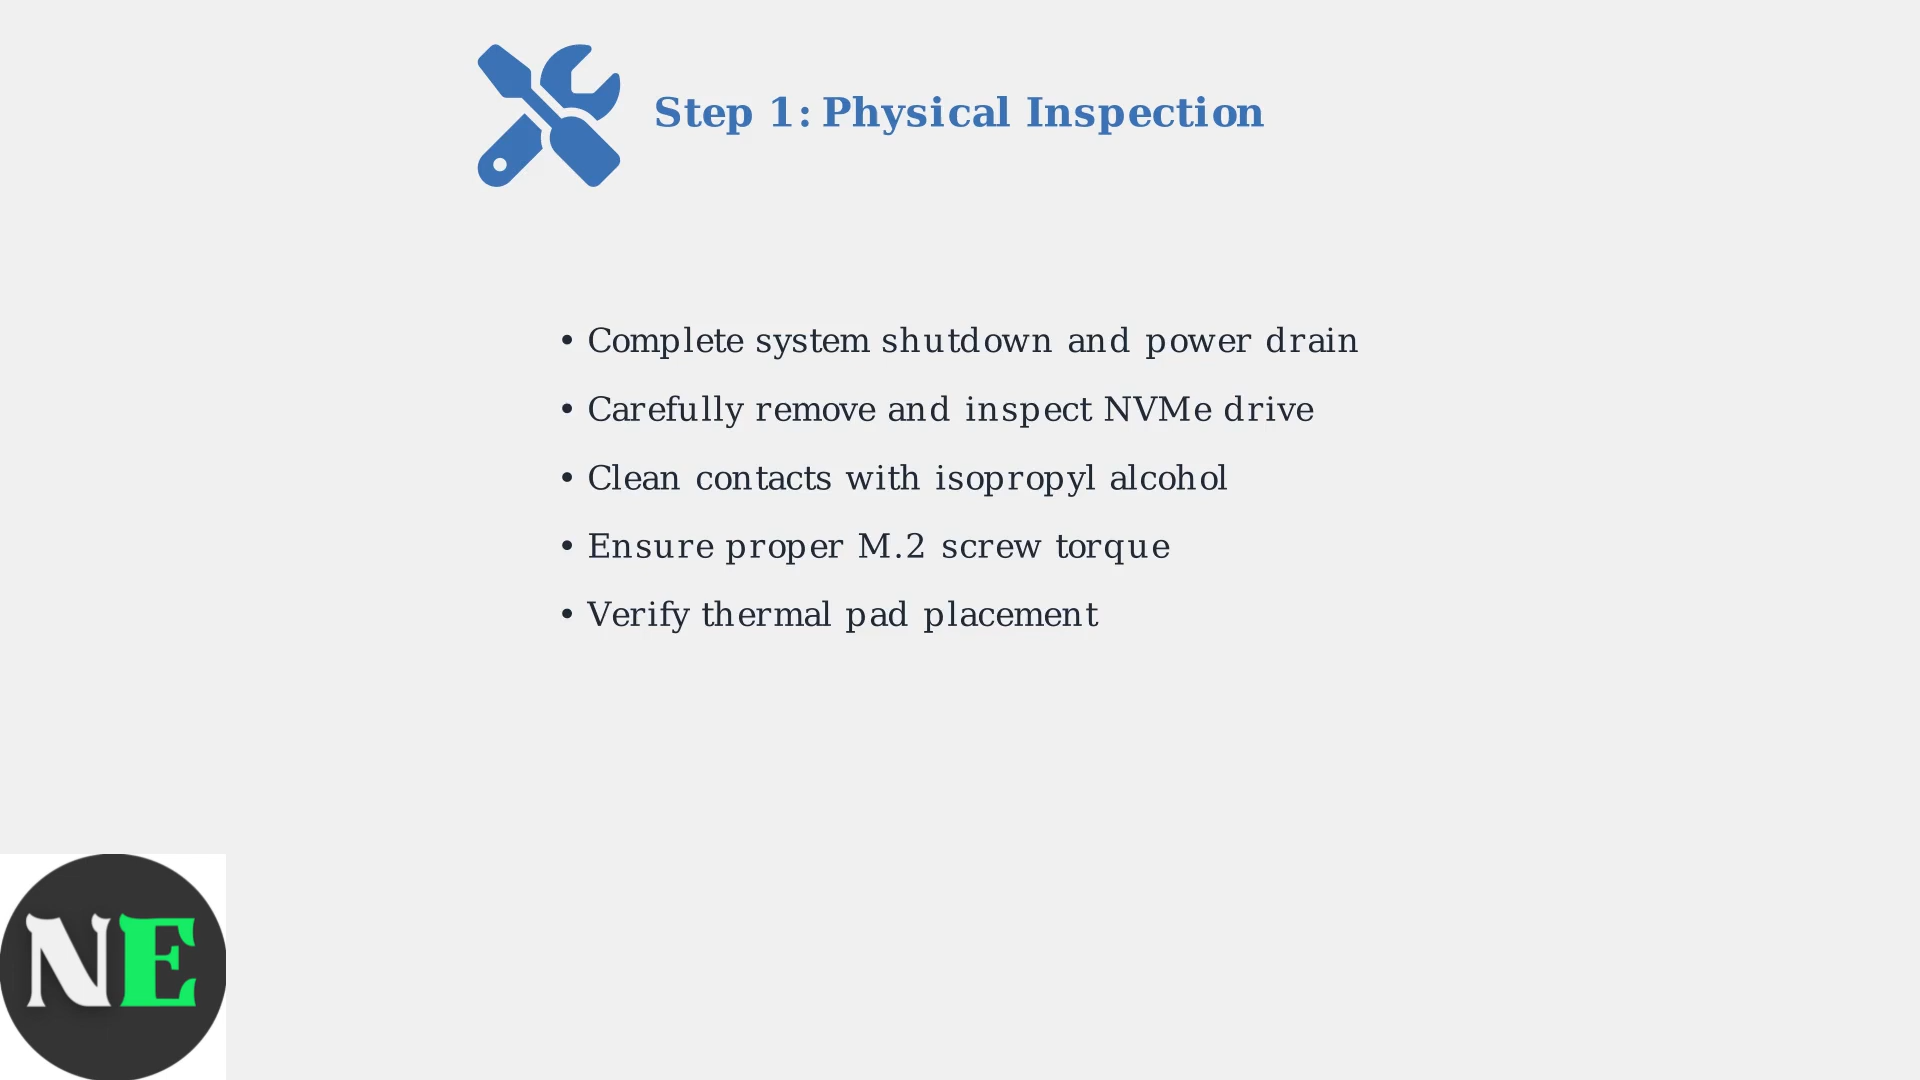 Step 1: Physical Inspection
• Complete system shutdown and power drain
• Carefully remove and inspect NVMe drive
• Clean contacts with isopropyl alcohol
• Ensure proper M.2 screw torque
• Verify thermal pad placement
NE